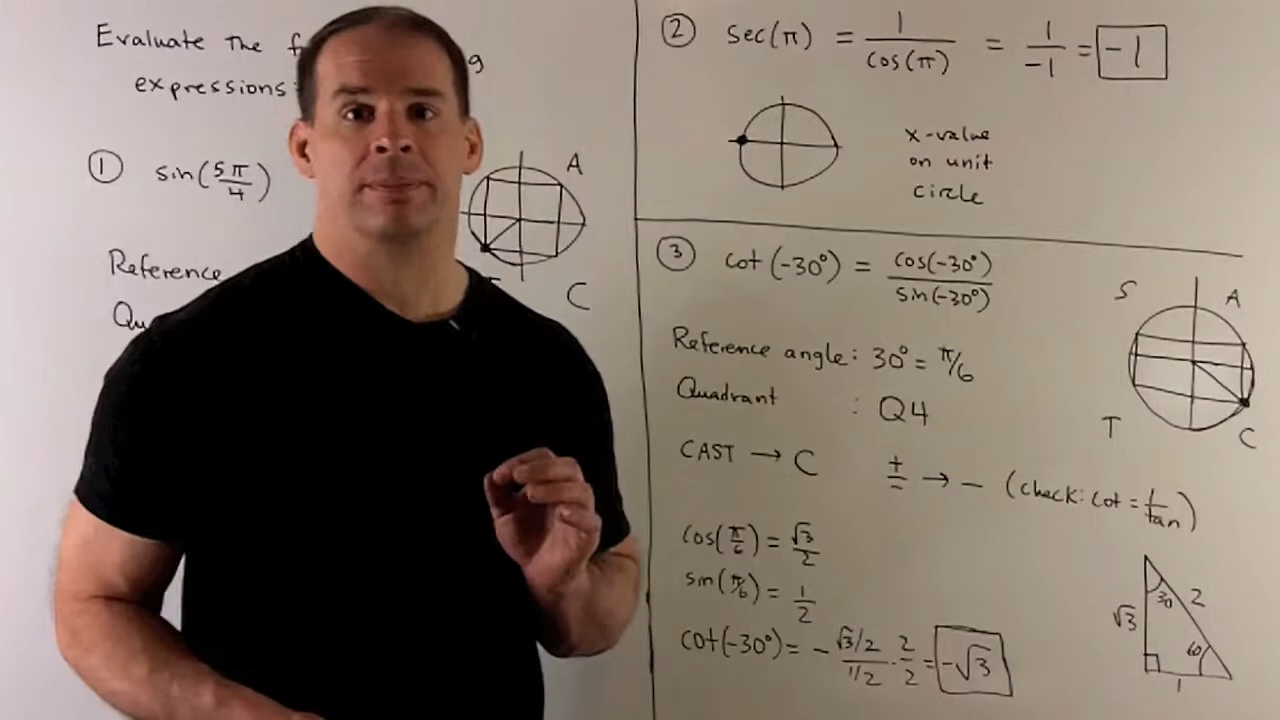 Evaluate the
expressions
① sin(5π/4)
Reference
A
C
② sec(π) = 1/cos(π) = 1/-1 = -1
x-value
on unit
circle
③ cot(-30°) = cos(-30°)/sin(-30°)
Reference angle: 30° = π/6
Quadrant : Q4
CAST → C ± → - (check: cot = 1/tan)
cos(π/6) = √3/2
sin(π/6) = 1/2
cot(-30°) = - (√3/2)/(1/2) · 2/2 = -√3
S
A
T
C
30
2
√3
60
1